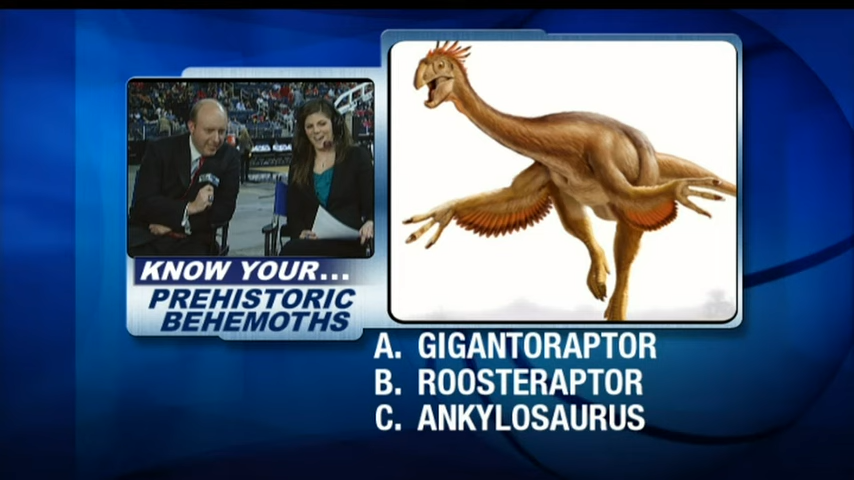 KNOW YOUR...
PREHISTORIC
BEHEMOTHS
A. GIGANTORAPTOR
B. ROOSTERAPTOR
C. ANKYLOSAURUS